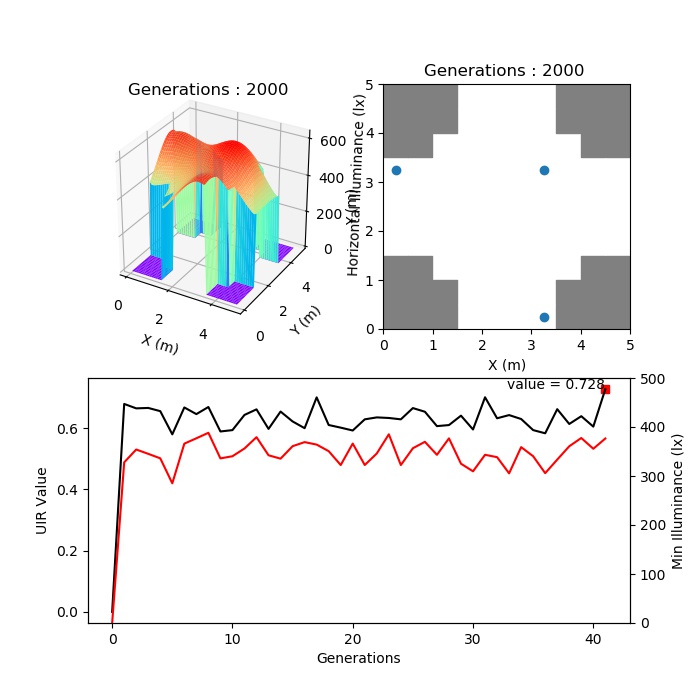 Generations : 2000
600
400
200
0
Horizontal Illuminance (lx)
0
2
4
X (m)
0
2
4
Y (m)
Generations : 2000
5
4
3
2
1
0
Y (m)
0 1 2 3 4 5
X (m)
value = 0.728
0.6
0.4
0.2
0.0
UIR Value
500
400
300
200
100
0
Min Illuminance (lx)
0 10 20 30 40
Generations